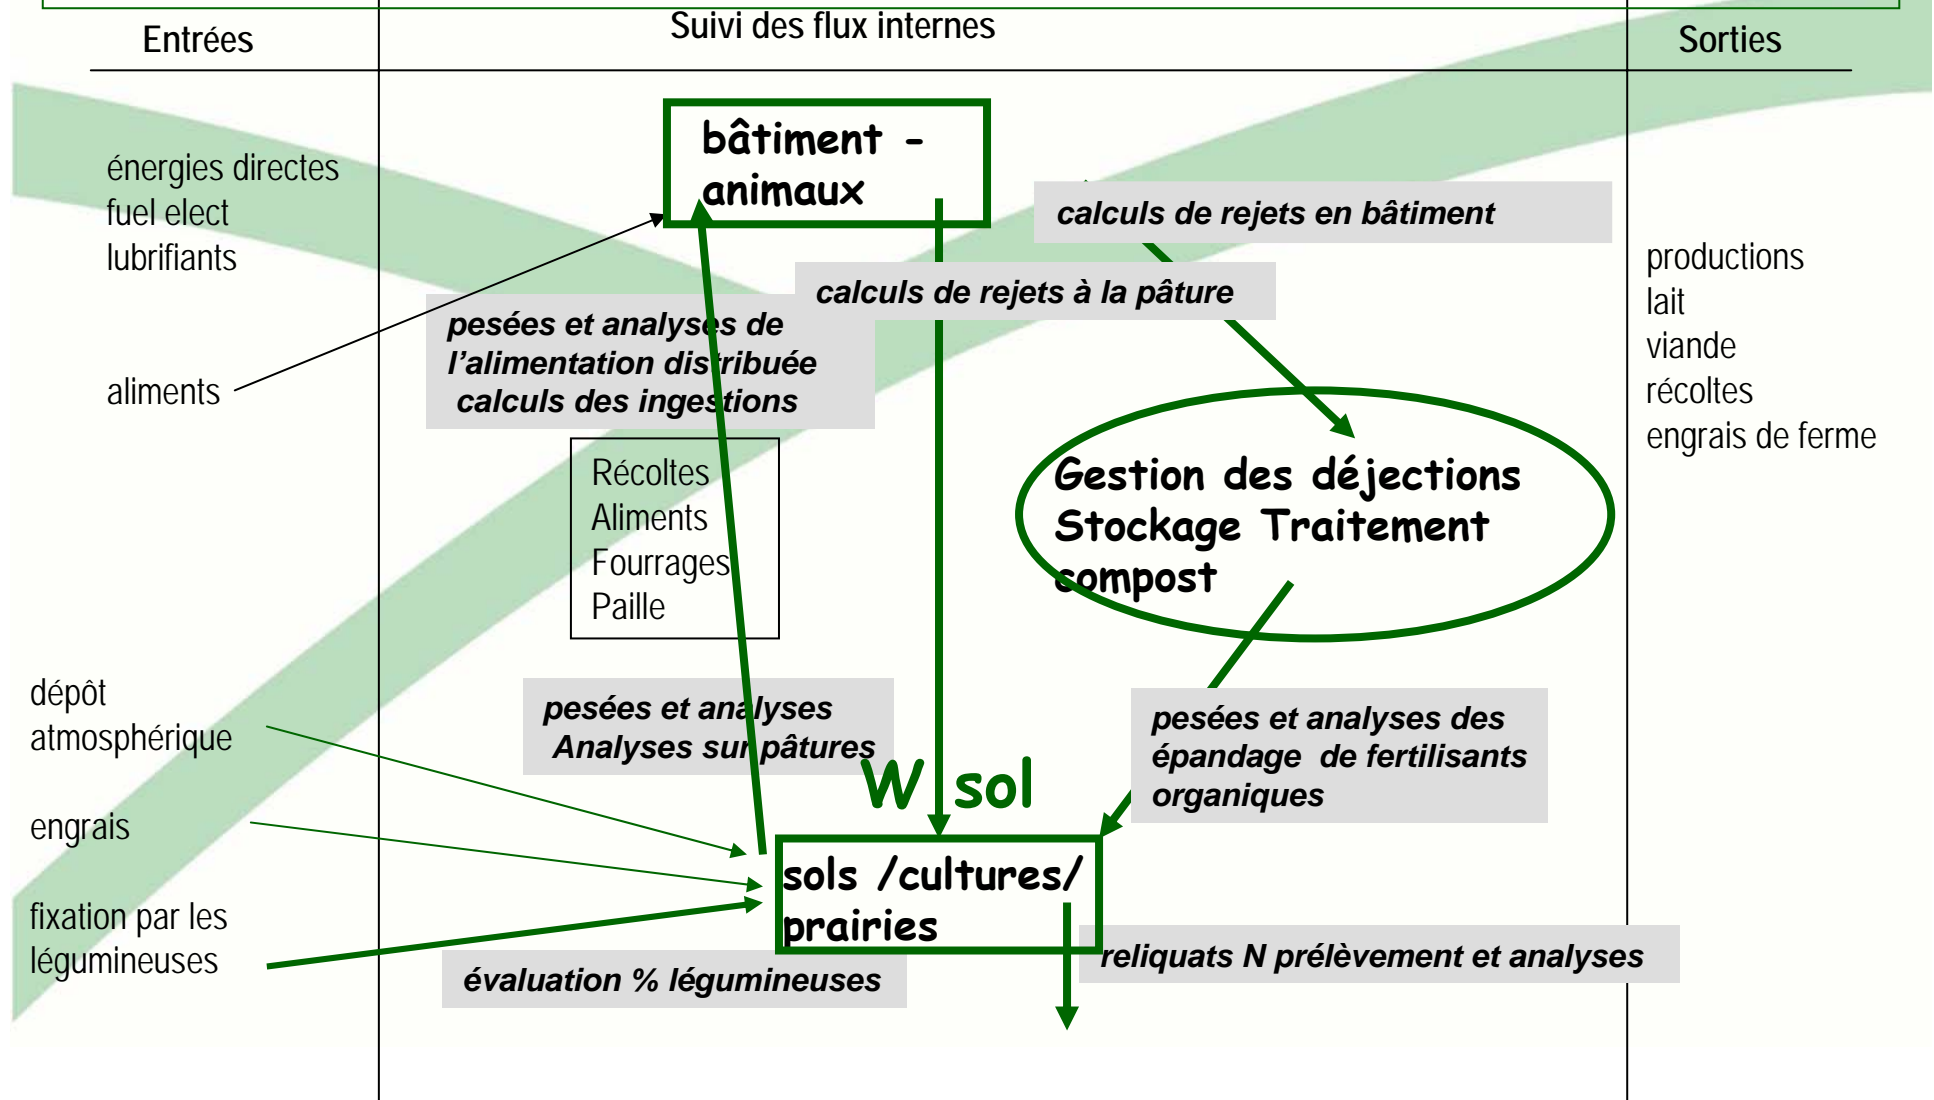 Entrées
Suivi des flux internes
Sorties
bâtiment -
animaux
énergies directes
fuel elect
lubrifiants
aliments
calculs de rejets en bâtiment
calculs de rejets à la pâture
pesées et analyses de
l’alimentation distribuée
calculs des ingestions
productions
lait
viande
récoltes
engrais de ferme
Récoltes
Aliments
Fourrages
Paille
Gestion des déjections
Stockage Traitement
compost
dépôt
atmosphérique
engrais
fixation par les
légumineuses
pesées et analyses
Analyses sur pâtures
W sol
pesées et analyses des
épandage de fertilisants
organiques
sols /cultures/
prairies
évaluation % légumineuses
reliquats N prélèvement et analyses